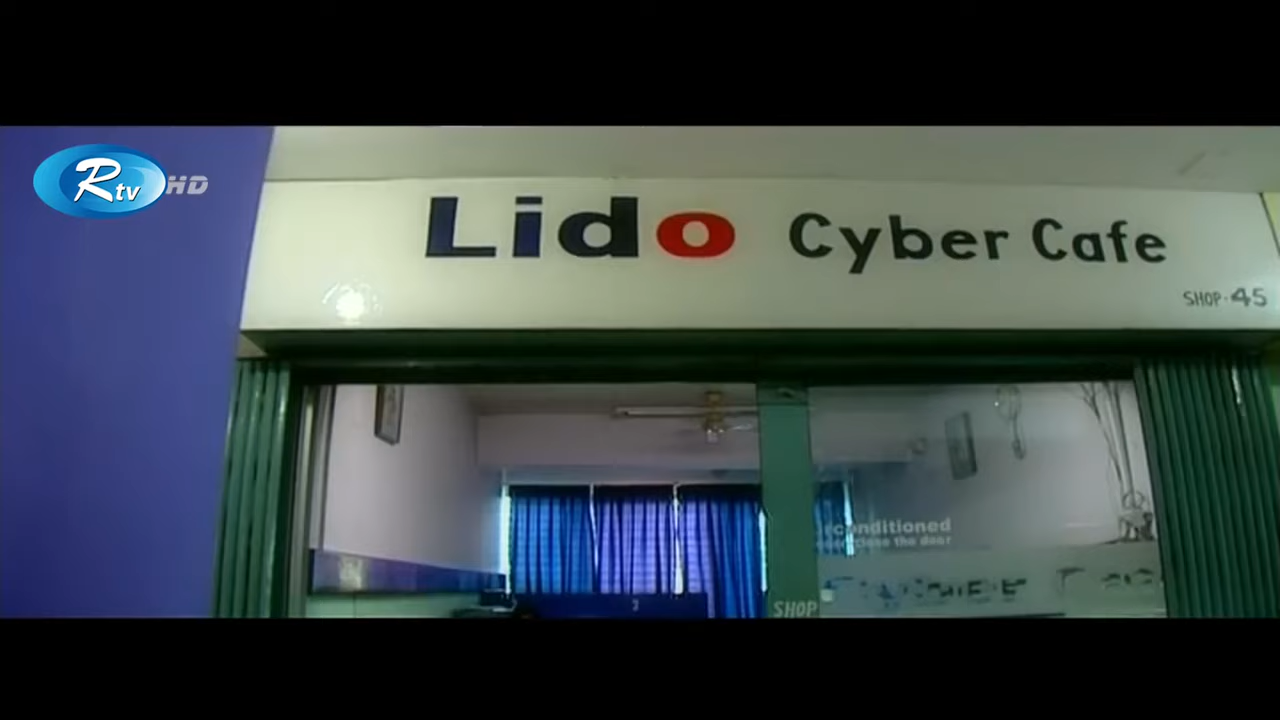 Rtv HD
Lido Cyber Cafe
SHOP-45
conditioned
close the door
SHOP